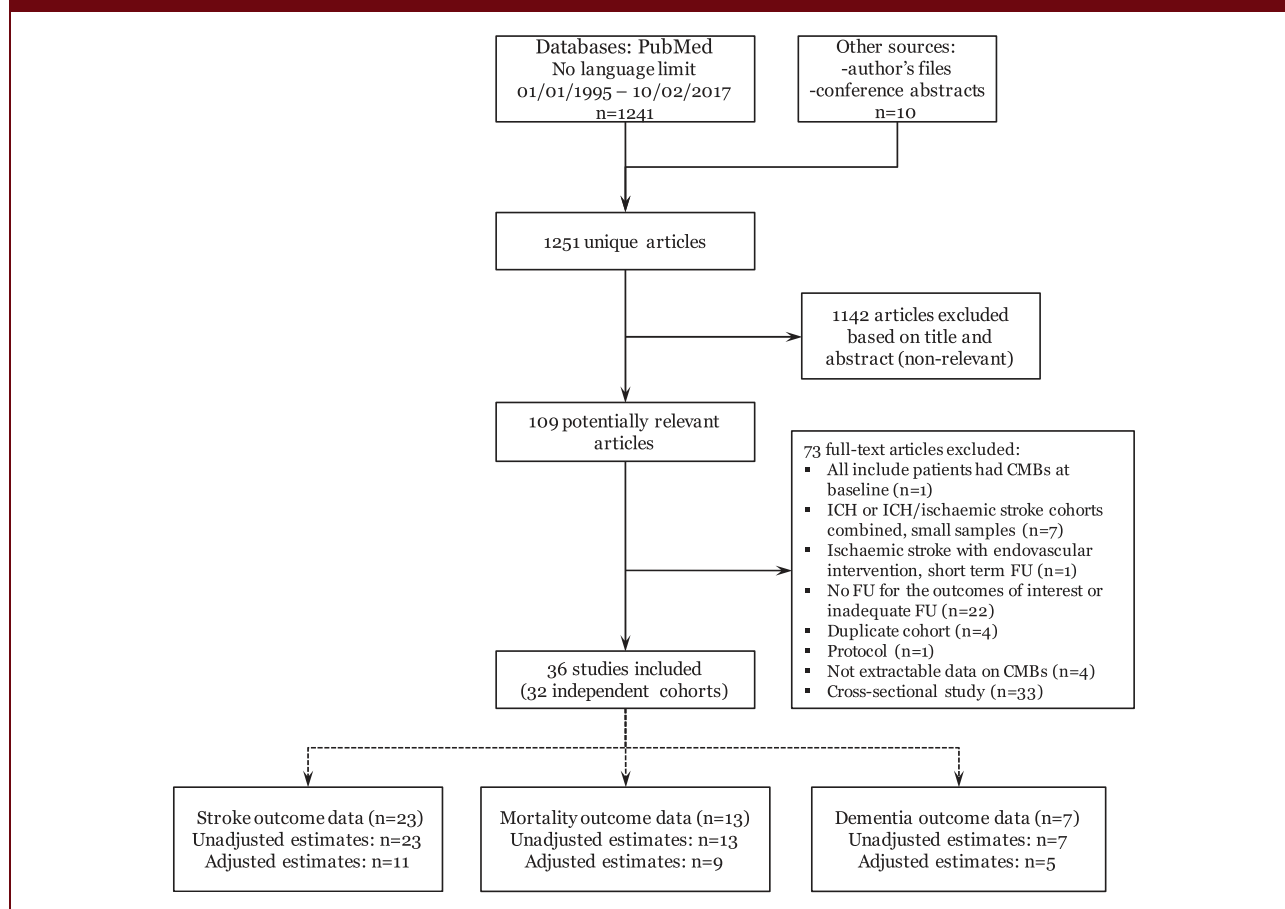 Databases: PubMed
No language limit
01/01/1995 – 10/02/2017
n=1241
Other sources:
-author's files
-conference abstracts
n=10
1251 unique articles
1142 articles excluded
based on title and
abstract (non-relevant)
109 potentially relevant
articles
73 full-text articles excluded:
▪ All include patients had CMBs at
baseline (n=1)
▪ ICH or ICH/ischaemic stroke cohorts
combined, small samples (n=7)
▪ Ischaemic stroke with endovascular
intervention, short term FU (n=1)
▪ No FU for the outcomes of interest or
inadequate FU (n=22)
▪ Duplicate cohort (n=4)
▪ Protocol (n=1)
▪ Not extractable data on CMBs (n=4)
▪ Cross-sectional study (n=33)
36 studies included
(32 independent cohorts)
Stroke outcome data (n=23)
Unadjusted estimates: n=23
Adjusted estimates: n=11
Mortality outcome data (n=13)
Unadjusted estimates: n=13
Adjusted estimates: n=9
Dementia outcome data (n=7)
Unadjusted estimates: n=7
Adjusted estimates: n=5